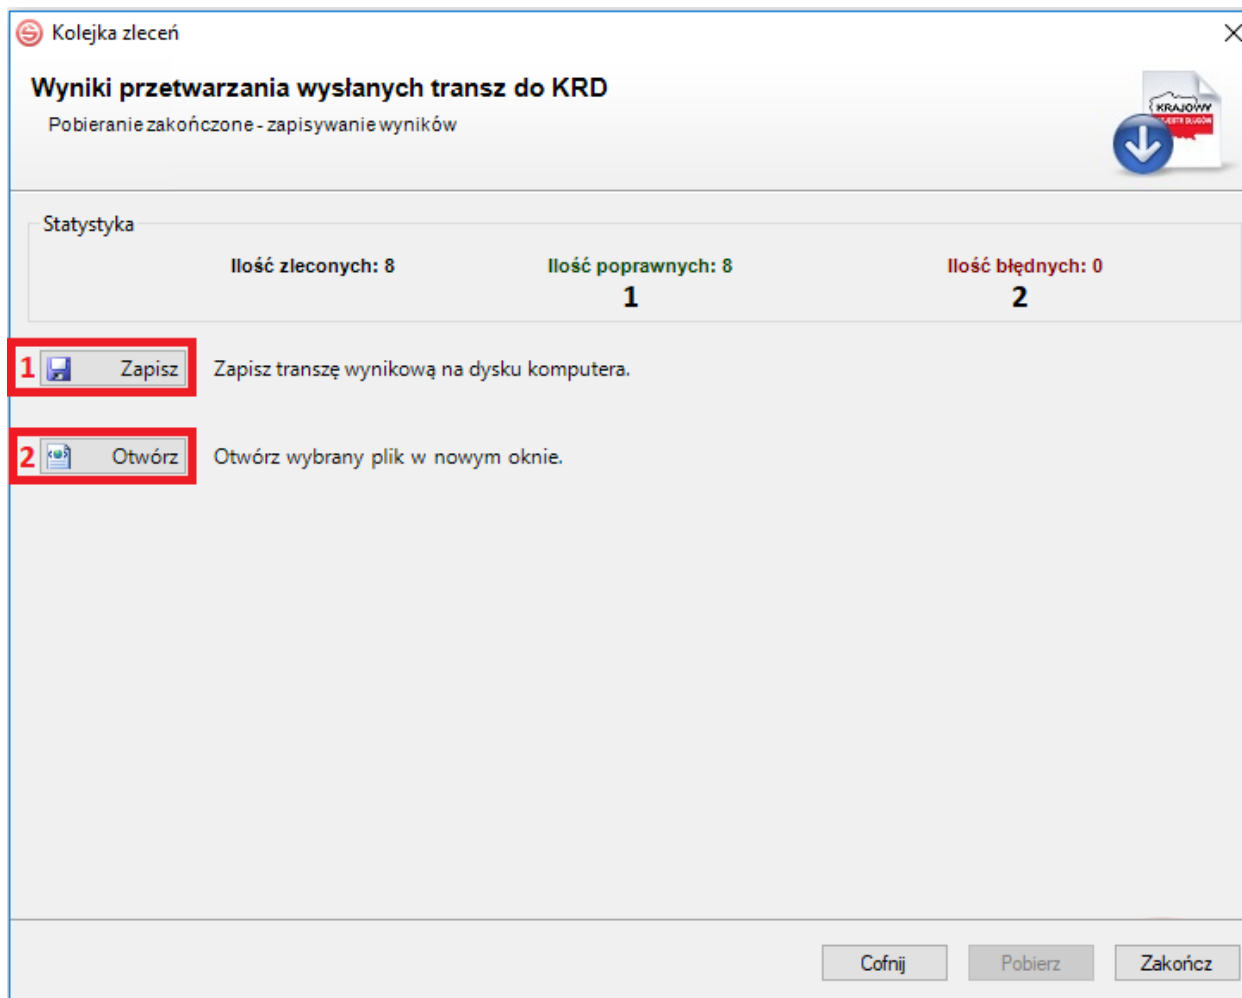 Kolejka zleceń
Wyniki przetwarzania wysłanych transz do KRD
Pobieranie zakończone - zapisywanie wyników
KRAJOWY
REJESTR DŁUGÓW
Statystyka
Ilość zleconych: 8 Ilość poprawnych: 8 Ilość błędnych: 0
1 2
1 Zapisz Zapisz transzę wynikową na dysku komputera.
2 Otwórz Otwórz wybrany plik w nowym oknie.
Cofnij Pobierz Zakończ